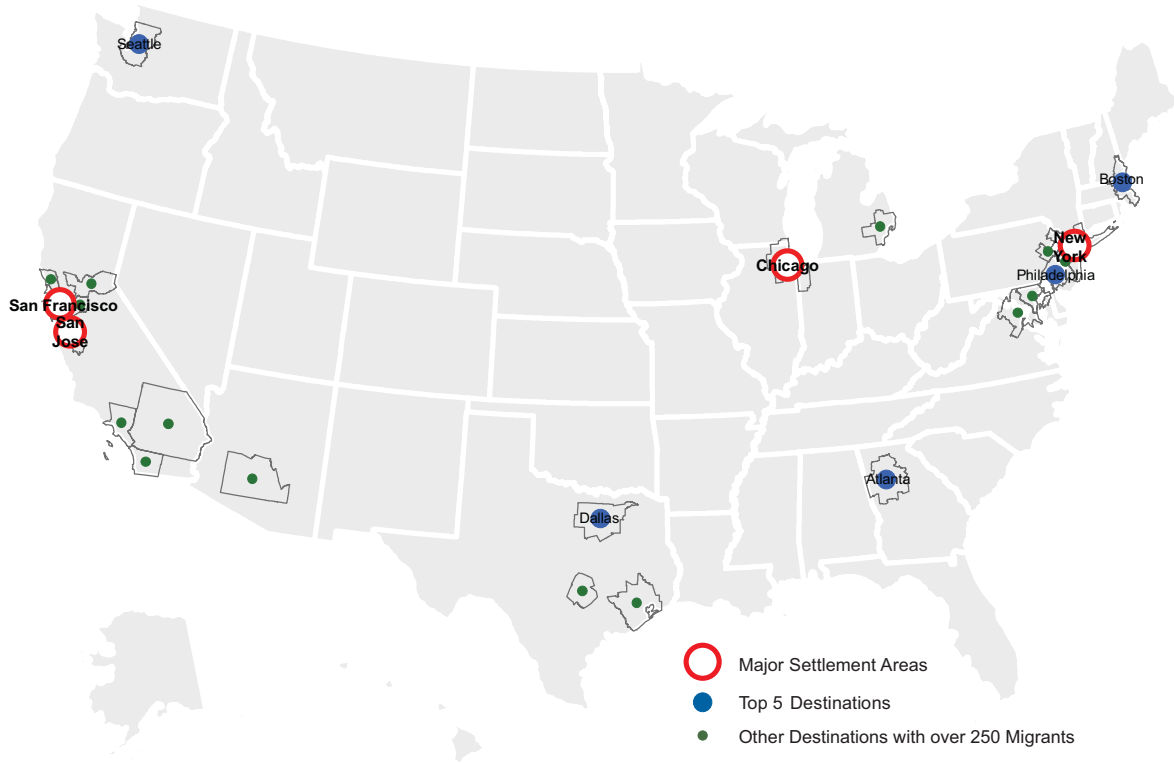 Seattle
Boston
New
York
Chicago
Philadelphia
San Francisco
San
Jose
Atlanta
Dallas
Major Settlement Areas
Top 5 Destinations
Other Destinations with over 250 Migrants